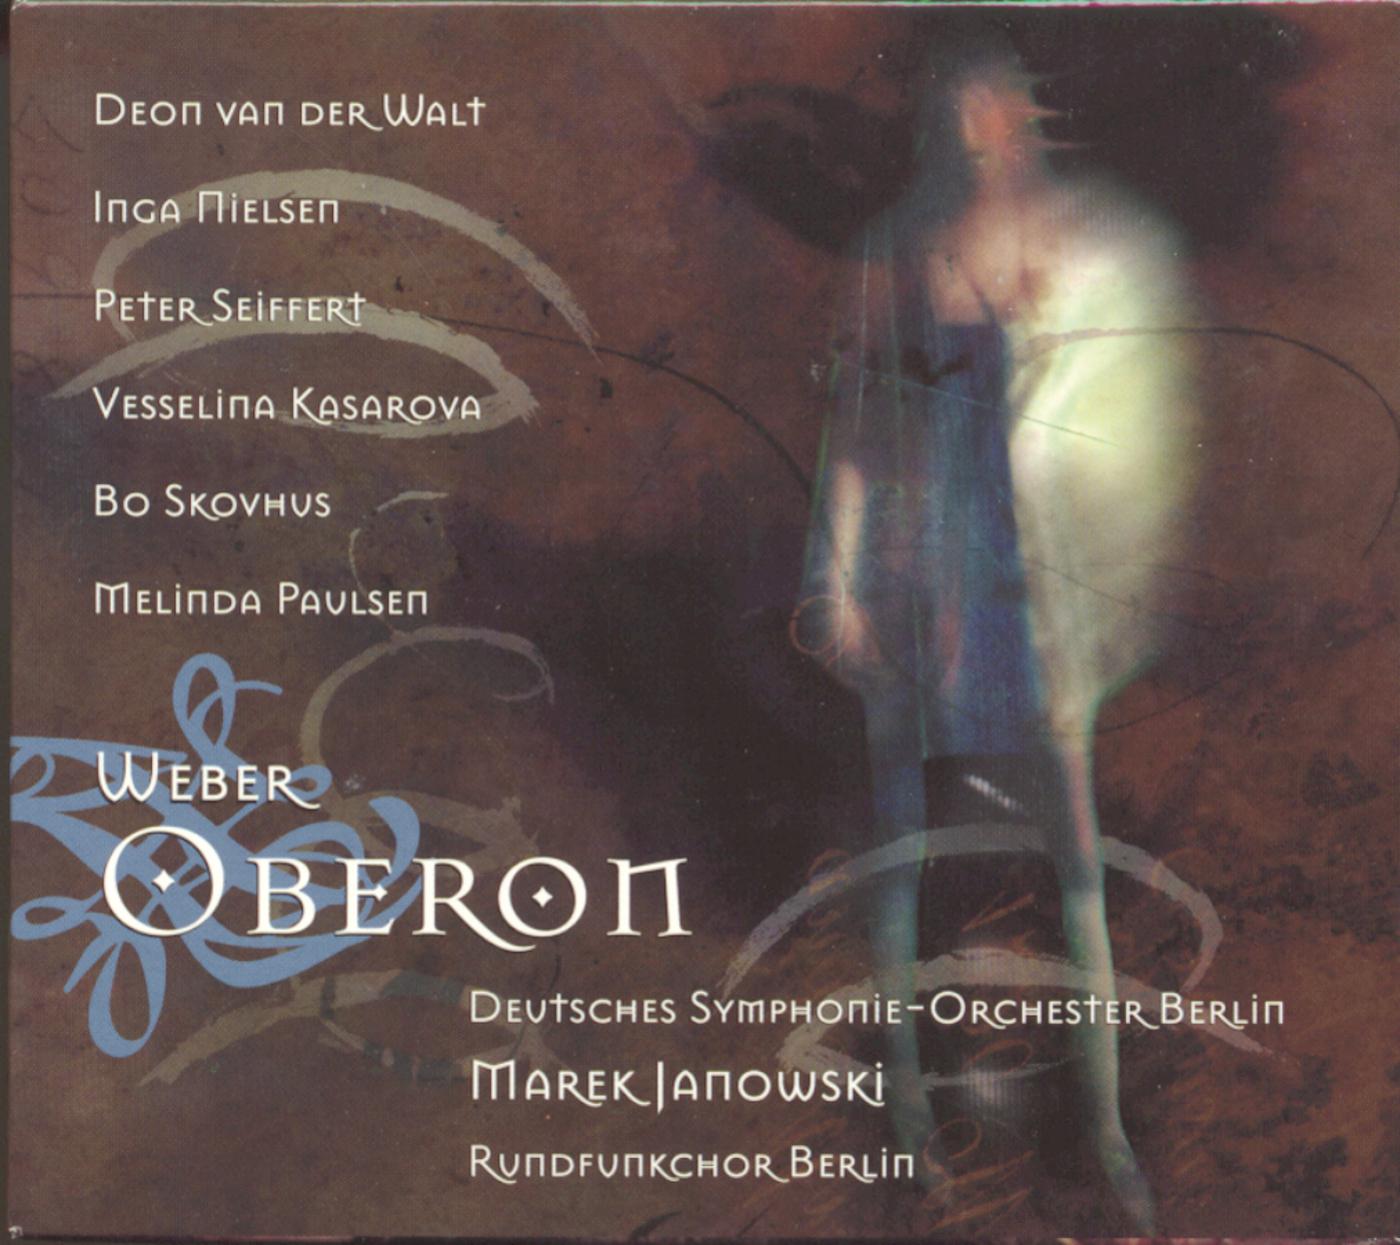 Deon van der Walt
Inga Nielsen
Peter Seiffert
Vesselina Kasarova
Bo Skovhus
Melinda Paulsen
Weber
Oberon
Deutsches Symphonie-Orchester Berlin
Marek Janowski
Rundfunkchor Berlin